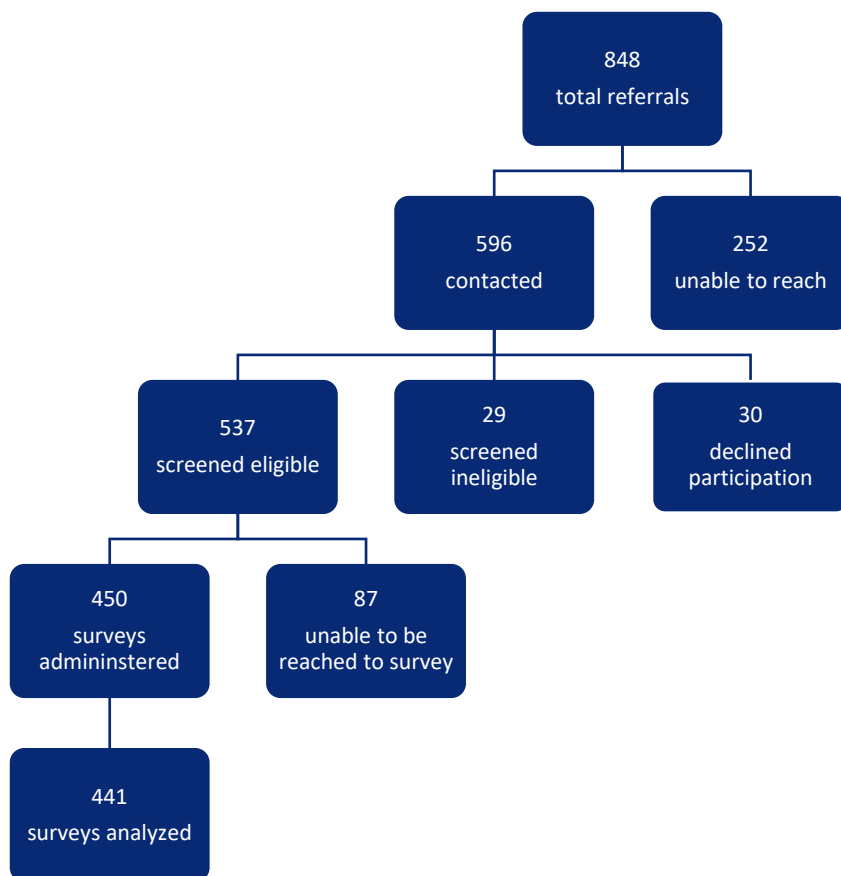 848
total referrals
596
contacted
252
unable to reach
537
screened eligible
29
screened
ineligible
30
declined
participation
450
surveys
admininstered
87
unable to be
reached to survey
441
surveys analyzed